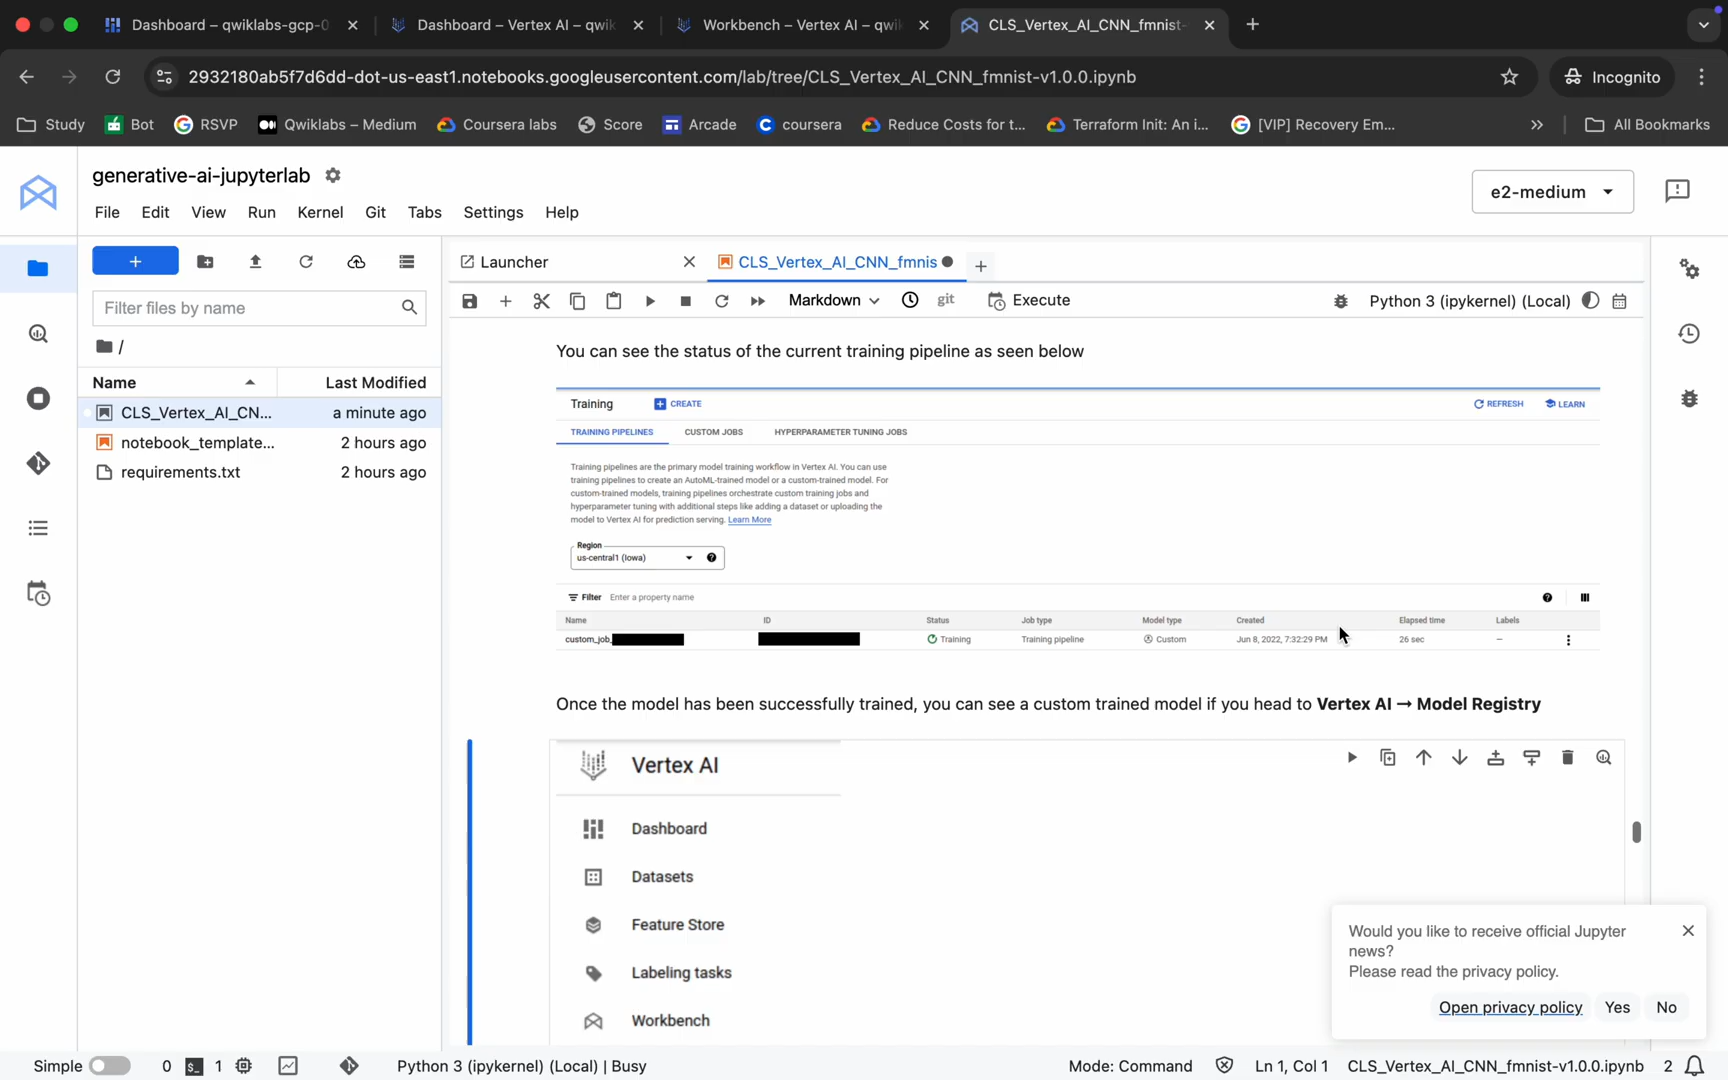 Dashboard – qwiklabs-gcp-0
Dashboard – Vertex AI – qwik
Workbench – Vertex AI – qwi
CLS_Vertex_AI_CNN_fmnist-
2932180ab5f7d6dd-dot-us-east1.notebooks.googleusercontent.com/lab/tree/CLS_Vertex_AI_CNN_fmnist-v1.0.0.ipynb
Incognito
Study
Bot
RSVP
Qwiklabs – Medium
Coursera labs
Score
Arcade
coursera
Reduce Costs for t...
Terraform Init: An i...
[VIP] Recovery Em...
All Bookmarks
generative-ai-jupyterlab
e2-medium
File Edit View Run Kernel Git Tabs Settings Help
Launcher
CLS_Vertex_AI_CNN_fmnis
Filter files by name
Markdown
git
Execute
Python 3 (ipykernel) (Local)
/
Name Last Modified
CLS_Vertex_AI_CN... a minute ago
notebook_template... 2 hours ago
requirements.txt 2 hours ago
You can see the status of the current training pipeline as seen below
Training CREATE REFRESH LEARN
TRAINING PIPELINES CUSTOM JOBS HYPERPARAMETER TUNING JOBS
Training pipelines are the primary model training workflow in Vertex AI. You can use
training pipelines to create an AutoML-trained model or a custom-trained model. For
custom-trained models, training pipelines orchestrate custom training jobs and
hyperparameter tuning with additional steps like adding a dataset or uploading the
model to Vertex AI for prediction serving. Learn More
Region
us-central1 (Iowa)
Filter Enter a property name
Name ID Status Job type Model type Created Elapsed time Labels
custom_job_ Training Training pipeline Custom Jun 8, 2022, 7:32:29 PM 26 sec –
Once the model has been successfully trained, you can see a custom trained model if you head to Vertex AI → Model Registry
Vertex AI
Dashboard
Datasets
Feature Store
Labeling tasks
Workbench
Would you like to receive official Jupyter
news?
Please read the privacy policy.
Open privacy policy Yes No
Simple 0 1 Python 3 (ipykernel) (Local) | Busy Mode: Command Ln 1, Col 1 CLS_Vertex_AI_CNN_fmnist-v1.0.0.ipynb 2